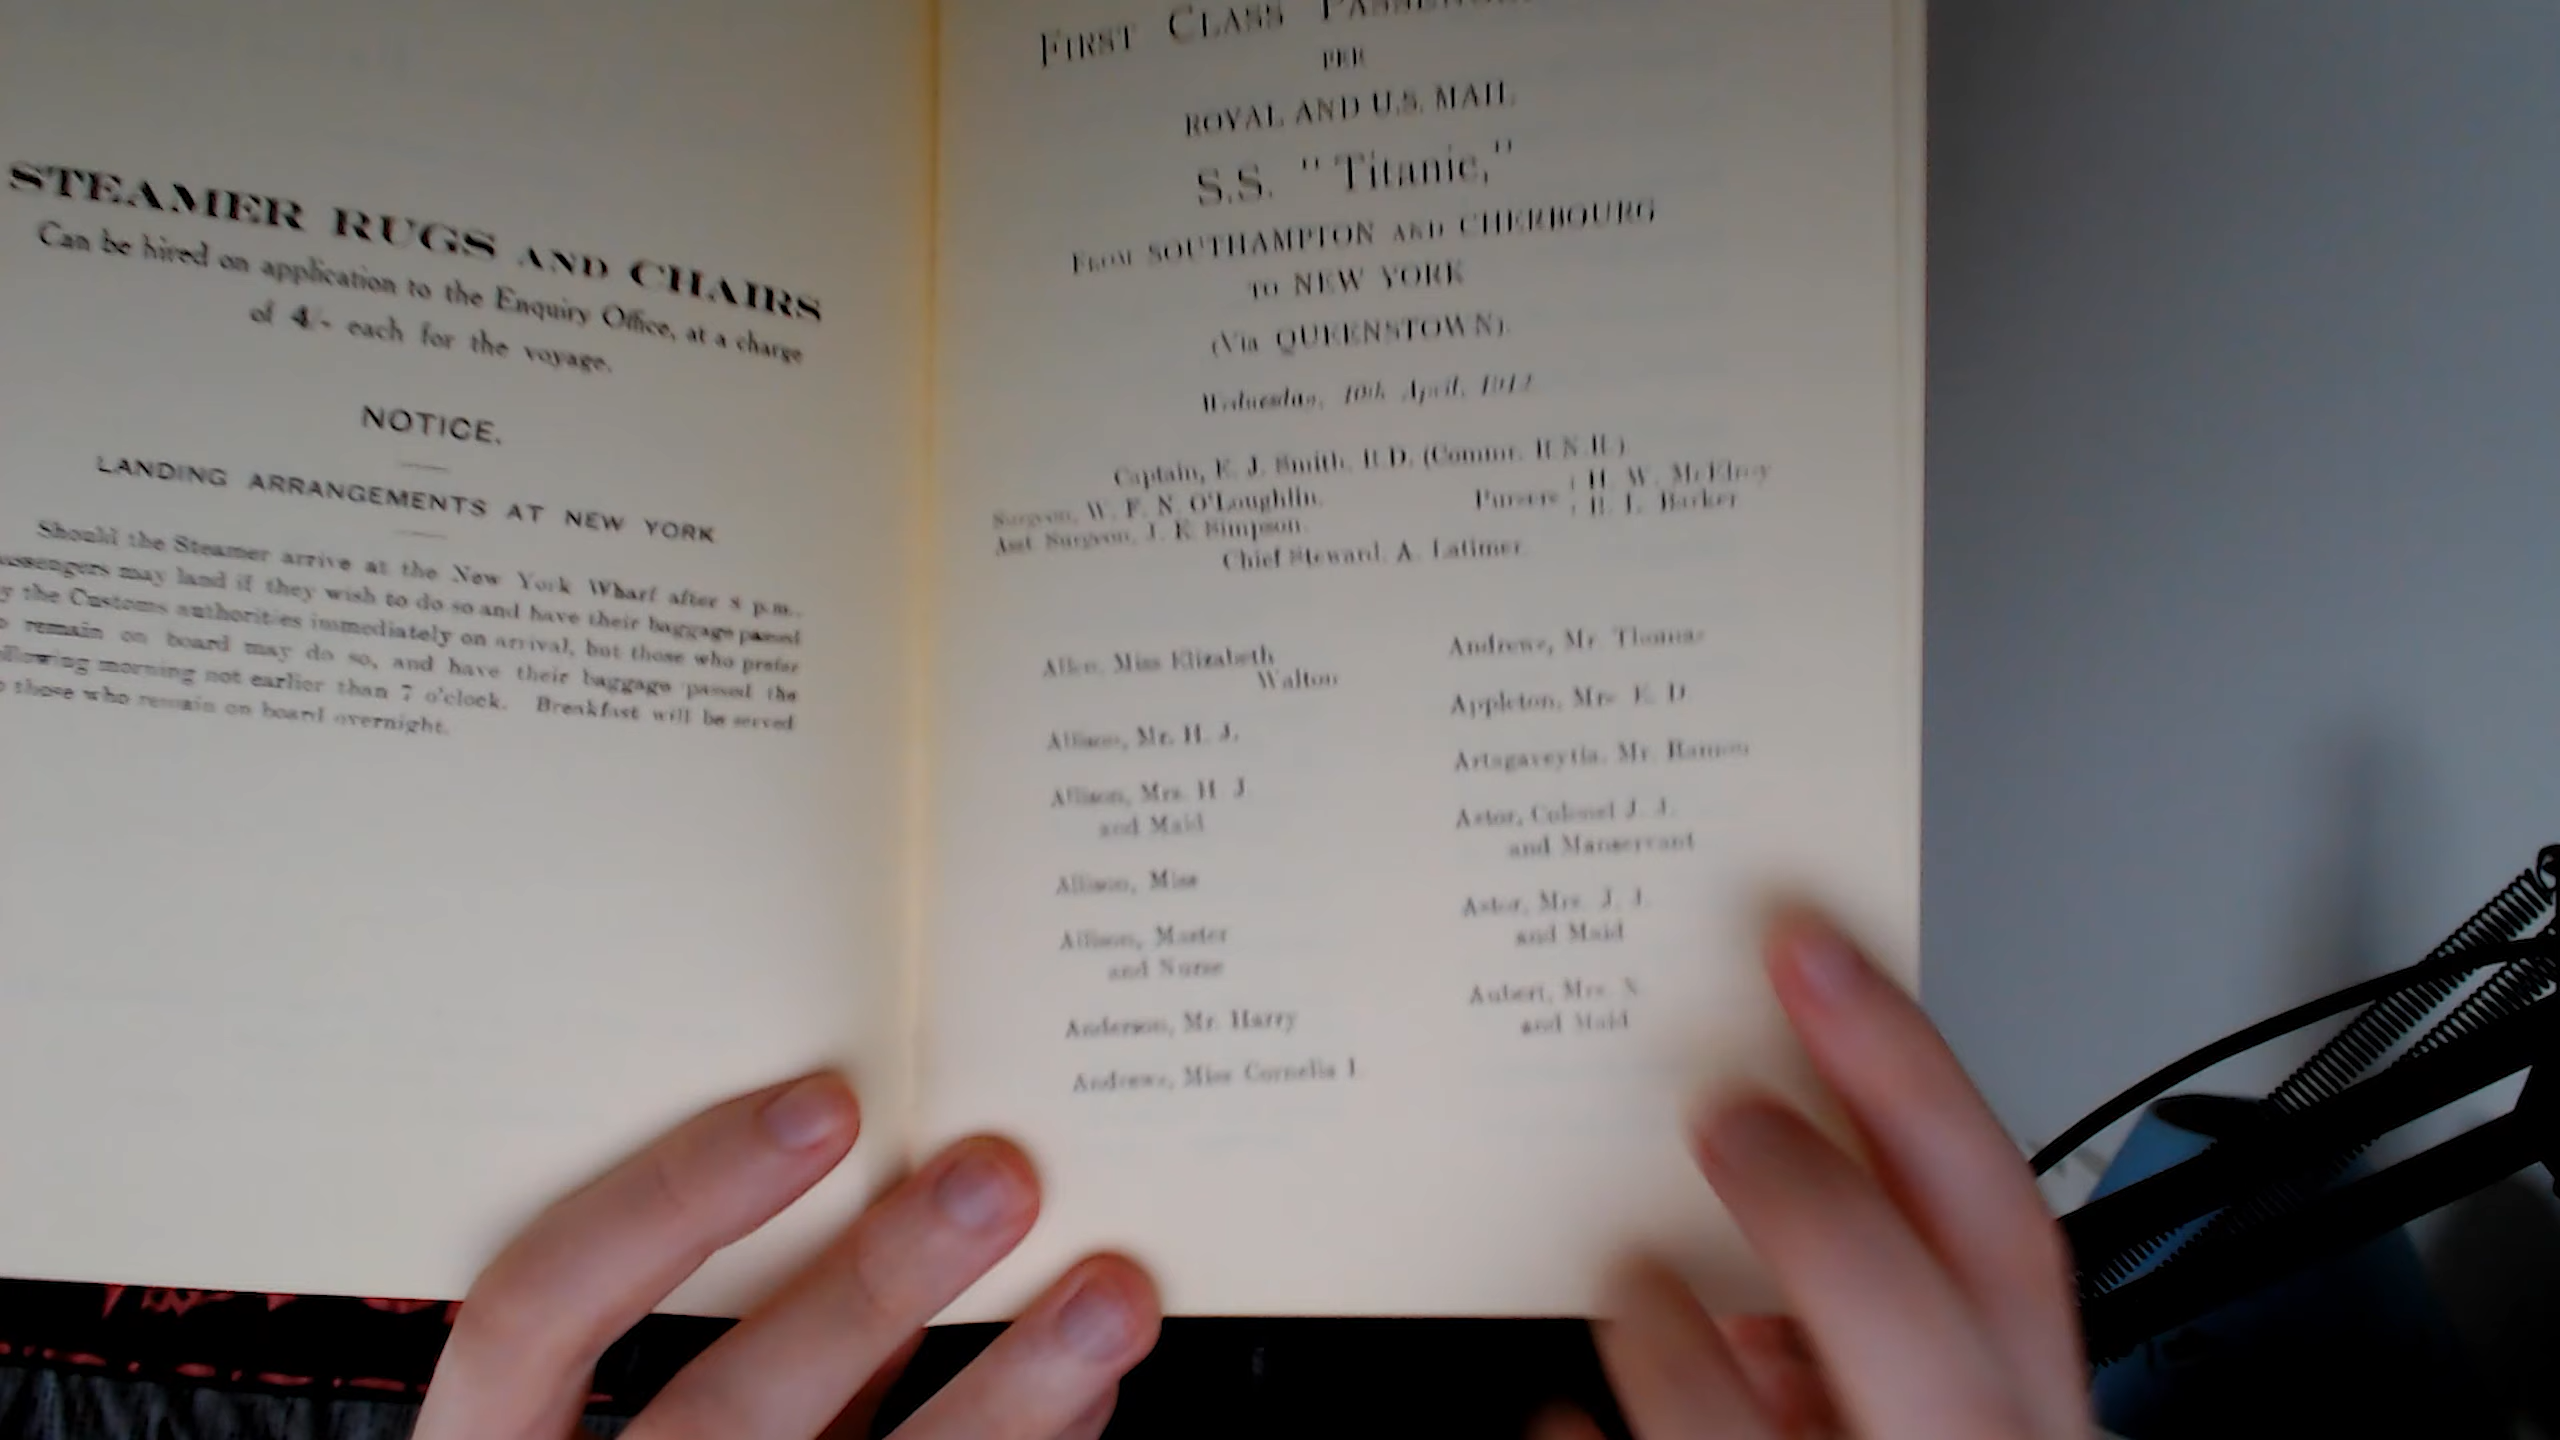 STEAMER RUGS AND CHAIRS
Can be hired on application to the Enquiry Office, at a charge
of 4/- each for the voyage.
NOTICE.
LANDING ARRANGEMENTS AT NEW YORK
Should the Steamer arrive at the New York Wharf after 8 p.m.,
passengers may land if they wish to do so and have their baggage passed
by the Customs authorities immediately on arrival, but those who prefer
to remain on board may do so, and have their baggage passed the
following morning not earlier than 7 o'clock. Breakfast will be served
to those who remain on board overnight.
FIRST CLASS
PER
ROYAL AND U.S. MAIL
S.S. "Titanic,"
FROM SOUTHAMPTON AND CHERBOURG
TO NEW YORK
(Via QUEENSTOWN).
Wednesday, 10th April, 1912
Captain, E. J. Smith, R.D. (Commr. R.N.R.)
Surgeon, W. F. N. O'Loughlin.
Asst. Surgeon, J. E. Simpson.
Pursers
H. W. McElroy
R. L. Barker
Chief Steward, A. Latimer
Allen, Miss Elizabeth
Walton
Allison, Mr. H. J.
Allison, Mrs. H. J.
and Maid
Allison, Miss
Allison, Master
and Nurse
Anderson, Mr. Harry
Andrews, Miss Cornelia I.
Andrews, Mr. Thomas
Appleton, Mrs. E. D.
Artagaveytia, Mr. Ramon
Astor, Colonel J. J.
and Manservant
Astor, Mrs. J. J.
and Maid
Aubert, Mrs. N.
and Maid